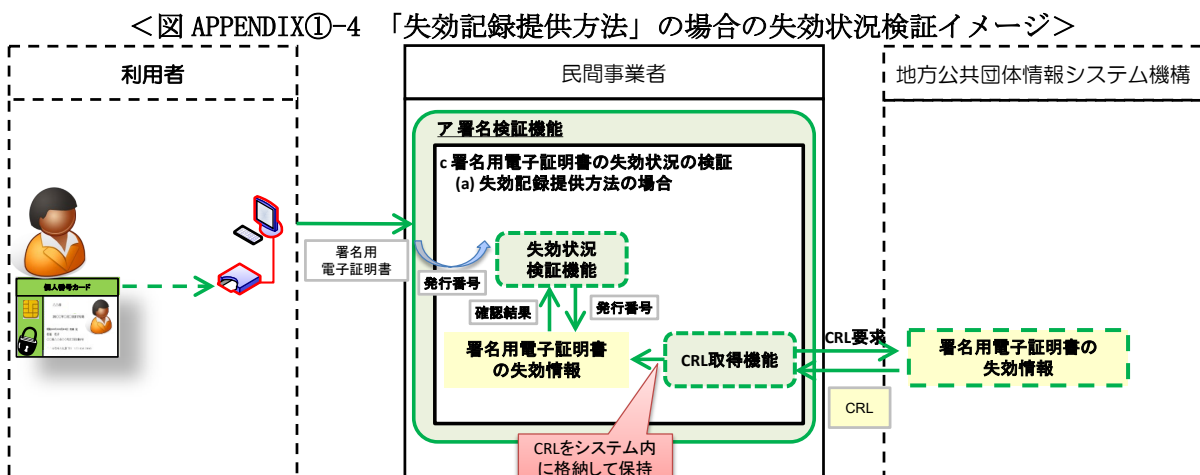 ＜図 APPENDIX①-4 「失効記録提供方法」の場合の失効状況検証イメージ＞
利用者
民間事業者
地方公共団体情報システム機構
ア 署名検証機能
c 署名用電子証明書の失効状況の検証
(a) 失効記録提供方法の場合
署名用
電子証明書
失効状況
検証機能
発行番号
確認結果
発行番号
個人番号カード
署名用電子証明書
の失効情報
CRL取得機能
CRL要求
署名用電子証明書の
失効情報
CRL
CRLをシステム内
に格納して保持